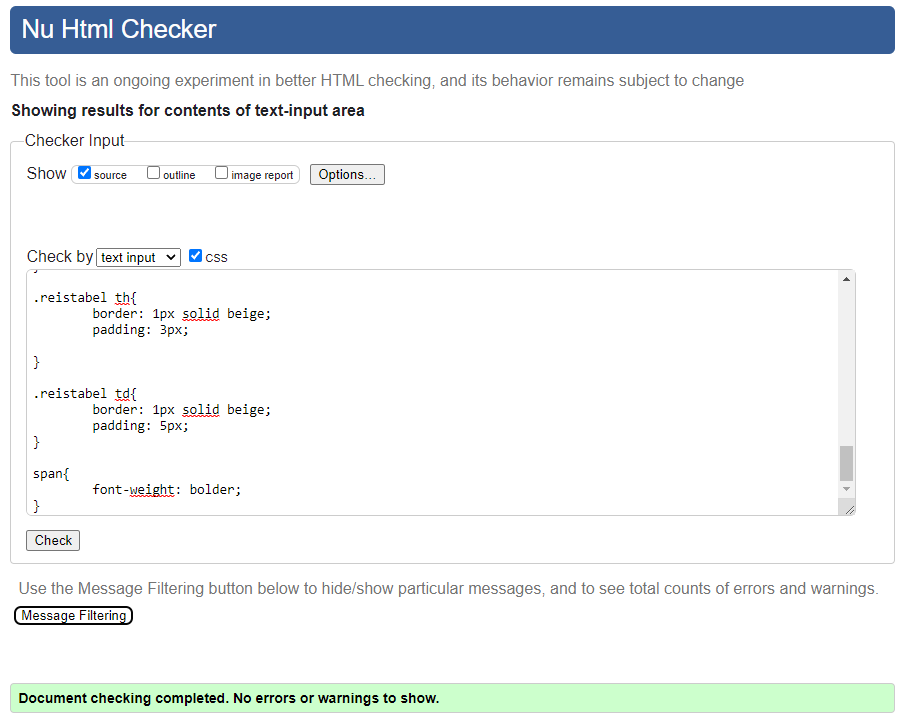 Nu Html Checker
This tool is an ongoing experiment in better HTML checking, and its behavior remains subject to change
Showing results for contents of text-input area
Checker Input
Show source outline image report Options...
Check by text input css
}
.reistabel th{
border: 1px solid beige;
padding: 3px;
}
.reistabel td{
border: 1px solid beige;
padding: 5px;
}
span{
font-weight: bolder;
}
Check
Use the Message Filtering button below to hide/show particular messages, and to see total counts of errors and warnings.
Message Filtering
Document checking completed. No errors or warnings to show.